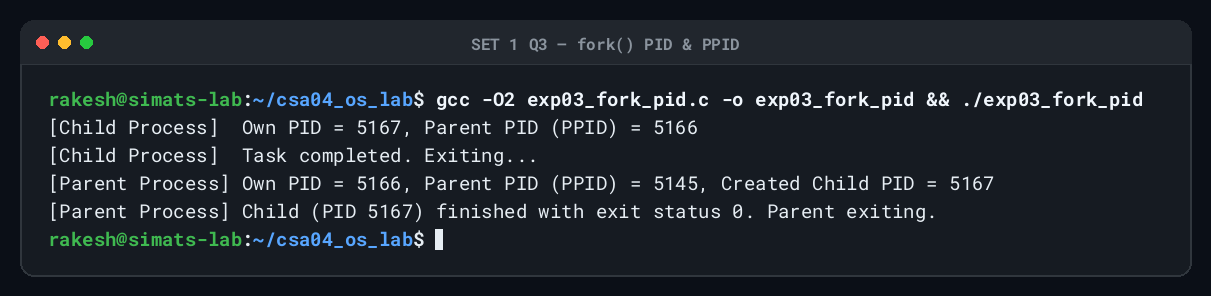 SET 1 Q3 — fork() PID & PPID
rakesh@simats-lab:~/csa04_os_lab$ gcc -O2 exp03_fork_pid.c -o exp03_fork_pid && ./exp03_fork_pid
[Child Process]  Own PID = 5167, Parent PID (PPID) = 5166
[Child Process]  Task completed. Exiting...
[Parent Process] Own PID = 5166, Parent PID (PPID) = 5145, Created Child PID = 5167
[Parent Process] Child (PID 5167) finished with exit status 0. Parent exiting.
rakesh@simats-lab:~/csa04_os_lab$